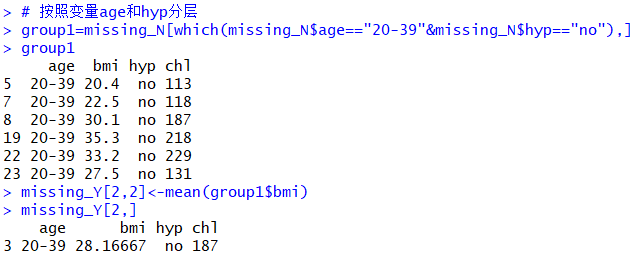 > # 按照变量age和hyp分层
> group1=missing_N[which(missing_N$age=="20-39"&missing_N$hyp=="no"),]
> group1
     age  bmi hyp chl
5  20-39 20.4  no 113
7  20-39 22.5  no 118
8  20-39 30.1  no 187
19 20-39 35.3  no 218
22 20-39 33.2  no 229
23 20-39 27.5  no 131
> missing_Y[2,2]<-mean(group1$bmi)
> missing_Y[2,]
    age      bmi hyp chl
3 20-39 28.16667  no 187